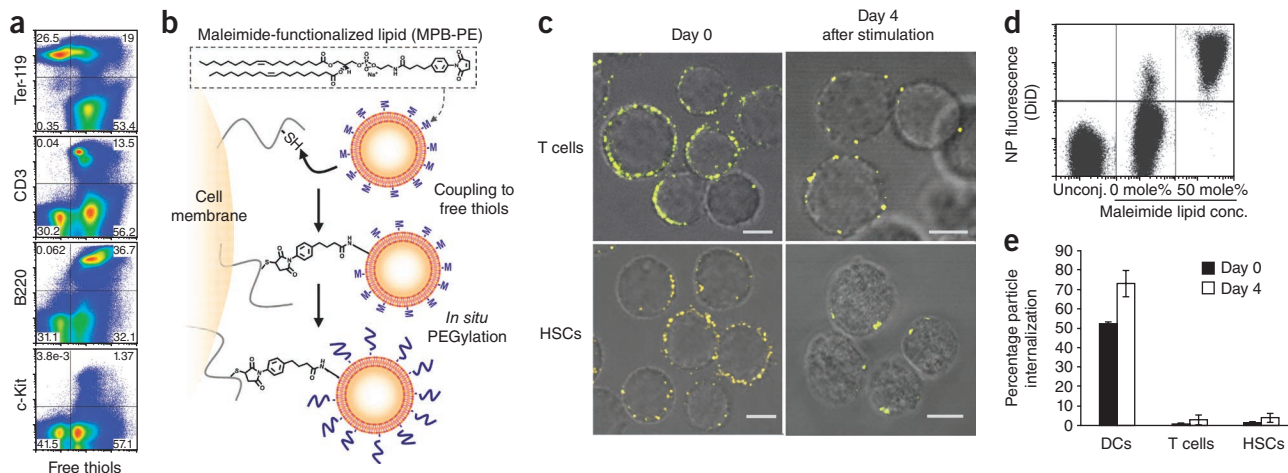 a
Ter-119
26.5 19
0.35 53.4
CD3
0.04 13.5
30.2 56.2
B220
0.062 36.7
31.1 32.1
c-Kit
3.8e-3 1.37
41.5 57.1
Free thiols
b
Maleimide-functionalized lipid (MPB-PE)
O
O
H
O
O
P
O
O
Na+
N
H
O
N
O
O
Cell
membrane
SH
M
Coupling to
free thiols
S
O
N
O
O
N
H
M
In situ
PEGylation
S
O
N
O
O
N
H
c
Day 0
Day 4
after stimulation
T cells
HSCs
d
NP fluorescence
(DiD)
Unconj. 0 mole% 50 mole%
Maleimide lipid conc.
e
Percentage particle
internalization
90
80
70
60
50
40
30
20
10
0
Day 0
Day 4
DCs T cells HSCs